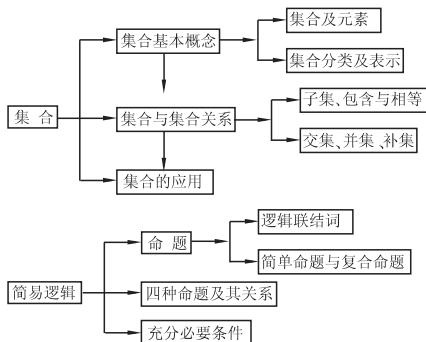 集合及元素
集合基本概念
集合分类及表示
子集、包含与相等
集 合
集合与集合关系
交集、并集、补集
集合的应用
逻辑联结词
命 题
简单命题与复合命题
简易逻辑
四种命题及其关系
充分必要条件